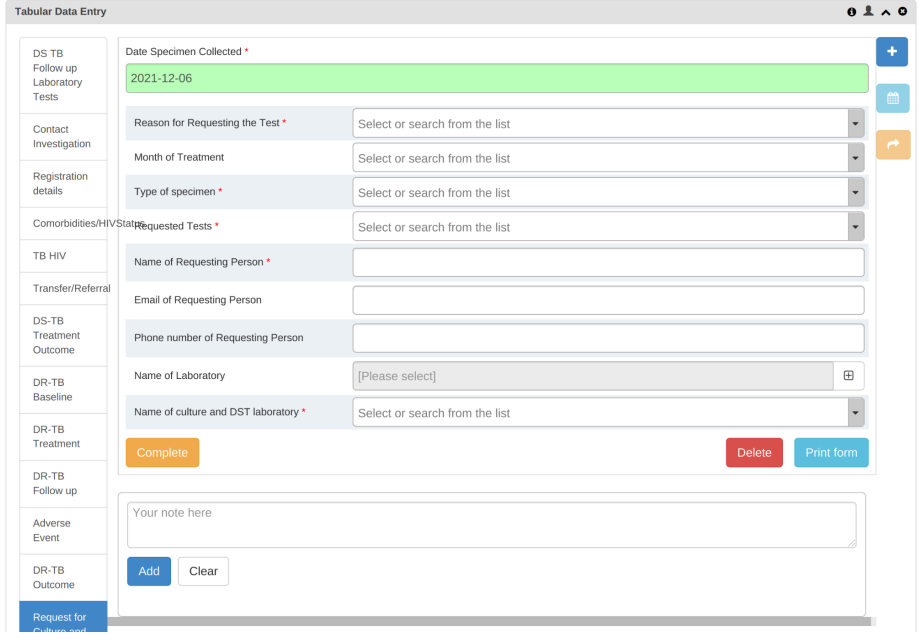 Tabular Data Entry
DS TB
Follow up
Laboratory
Tests
Contact
Investigation
Registration
details
Comorbidities/HIVStatus
TB HIV
Transfer/Referral
DS-TB
Treatment
Outcome
DR-TB
Baseline
DR-TB
Treatment
DR-TB
Follow up
Adverse
Event
DR-TB
Outcome
Request for
Culture and
Date Specimen Collected *
2021-12-06
Reason for Requesting the Test * Select or search from the list
Month of Treatment Select or search from the list
Type of specimen * Select or search from the list
Requested Tests * Select or search from the list
Name of Requesting Person *
Email of Requesting Person
Phone number of Requesting Person
Name of Laboratory [Please select]
Name of culture and DST laboratory * Select or search from the list
Complete Delete Print form
Your note here
Add Clear